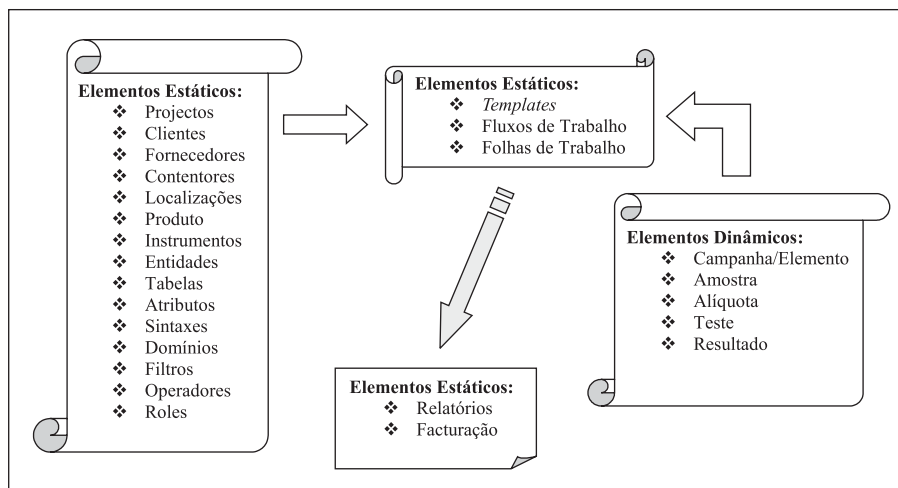 Elementos Estáticos:
❖ Projectos
❖ Clientes
❖ Fornecedores
❖ Contentores
❖ Localizações
❖ Produto
❖ Instrumentos
❖ Entidades
❖ Tabelas
❖ Atributos
❖ Sintaxes
❖ Domínios
❖ Filtros
❖ Operadores
❖ Roles
Elementos Estáticos:
❖ Templates
❖ Fluxos de Trabalho
❖ Folhas de Trabalho
Elementos Dinâmicos:
❖ Campanha/Elemento
❖ Amostra
❖ Alíquota
❖ Teste
❖ Resultado
Elementos Estáticos:
❖ Relatórios
❖ Facturação